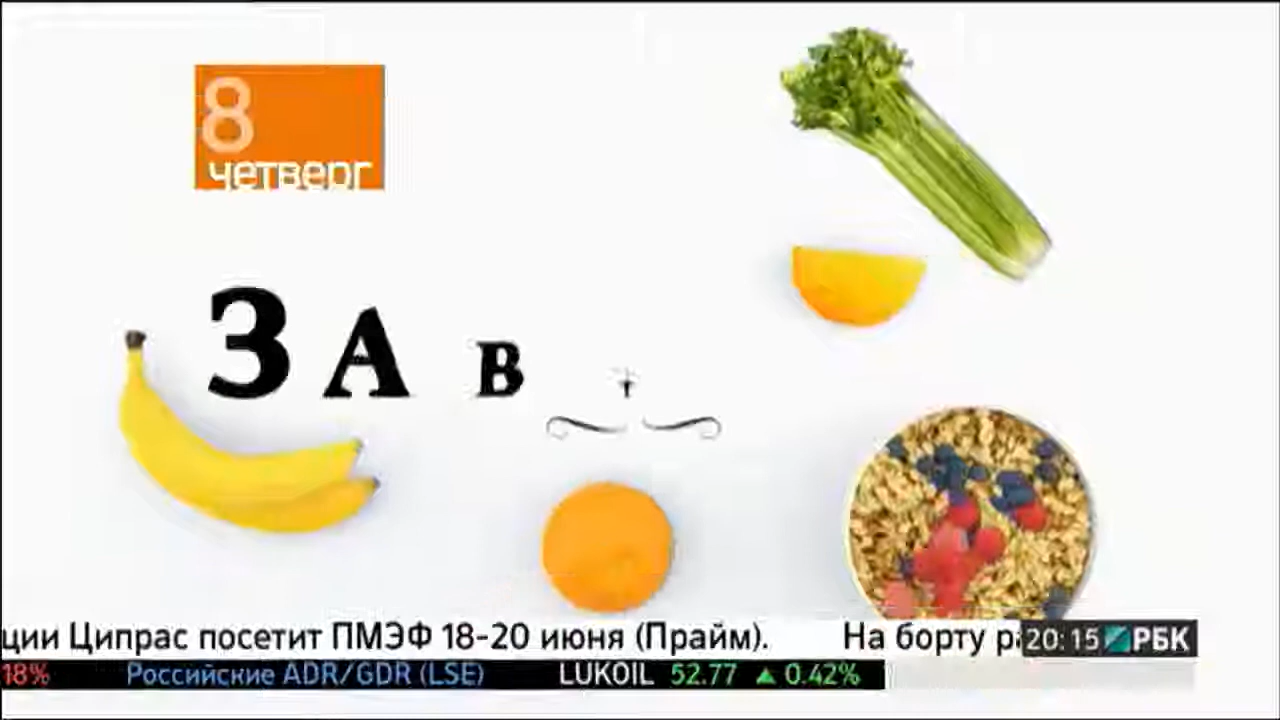 8
четверг
ЗАВ
ции Ципрас посетит ПМЭФ 18-20 июня (Прайм). На борту
20:15 РБК
18% Российские ADR/GDR (LSE) LUKOIL 52.77 ▲ 0.42%